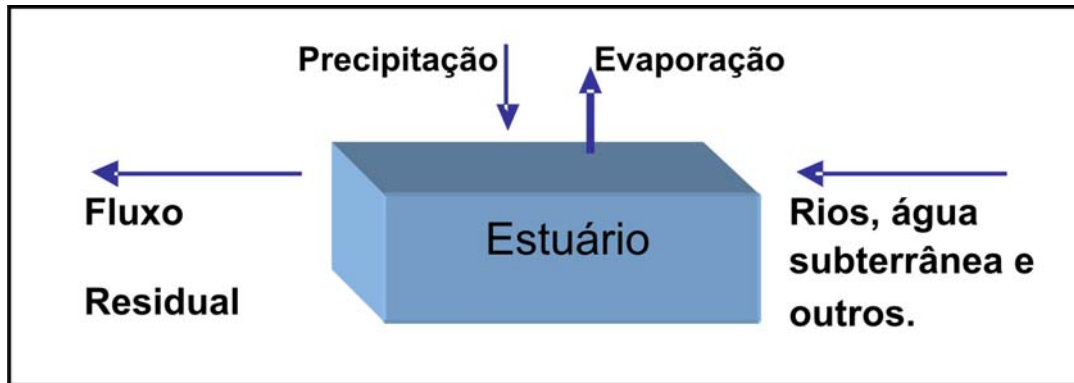 Precipitação
Evaporação
Fluxo
Residual
Estuário
Rios, água
subterrânea e
outros.